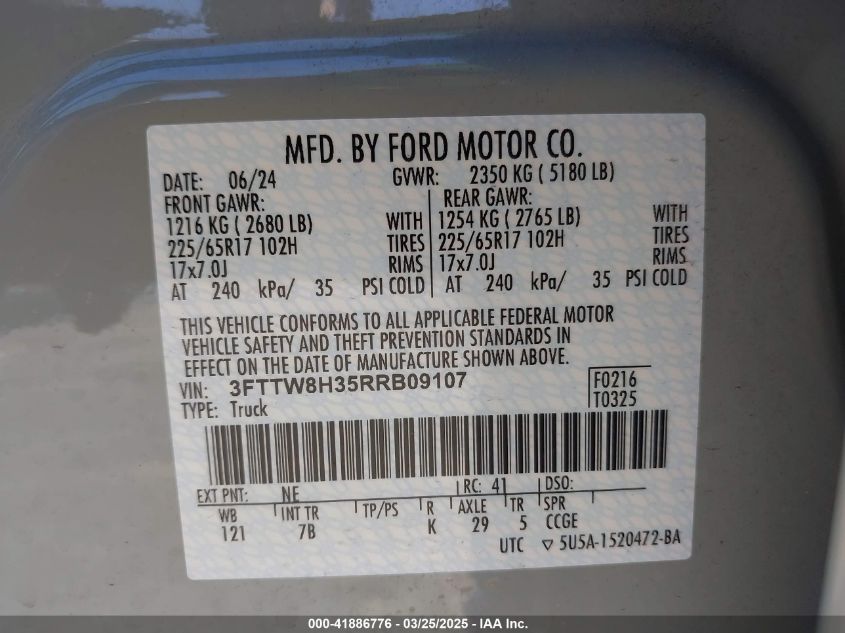 MFD. BY FORD MOTOR CO.
DATE: 06/24 GVWR: 2350 KG ( 5180 LB)
FRONT GAWR: REAR GAWR:
1216 KG ( 2680 LB) WITH 1254 KG ( 2765 LB) WITH
225/65R17 102H TIRES 225/65R17 102H TIRES
17x7.0J RIMS 17x7.0J RIMS
AT 240 kPa/ 35 PSI COLD AT 240 kPa/ 35 PSI COLD
THIS VEHICLE CONFORMS TO ALL APPLICABLE FEDERAL MOTOR
VEHICLE SAFETY AND THEFT PREVENTION STANDARDS IN
EFFECT ON THE DATE OF MANUFACTURE SHOWN ABOVE.
VIN: 3FTTW8H35RRB09107 F0216
TYPE: Truck T0325
EXT PNT: NE RC: 41 DSO:
WB INT TR TP/PS R AXLE TR SPR
121 7B K 29 5 CCGE
UTC ▽ 5U5A-1520472-BA
000-41886776 - 03/25/2025 - IAA, Inc.